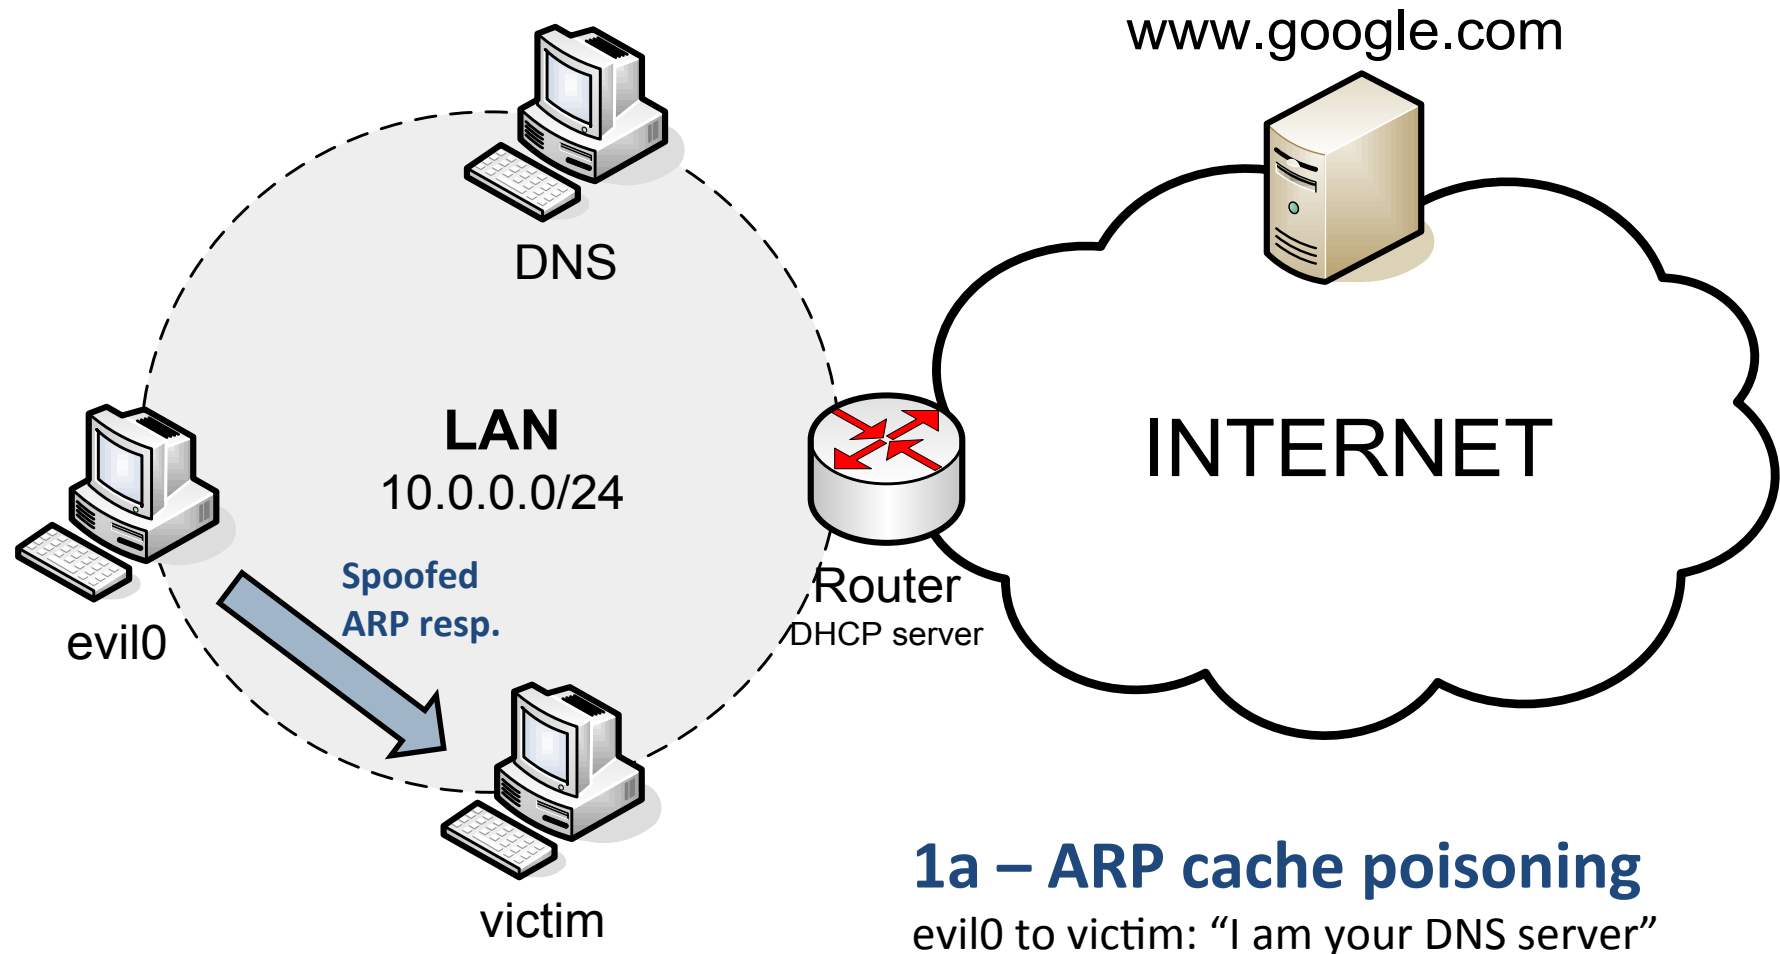 www.google.com
DNS
LAN
10.0.0.0/24
INTERNET
Spoofed
ARP resp.
Router
DHCP server
evil0
victim
1a – ARP cache poisoning
evil0 to victim: “I am your DNS server”